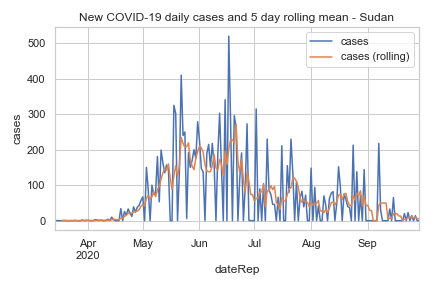 New COVID-19 daily cases and 5 day rolling mean - Sudan
cases
cases (rolling)
500
400
300
200
100
0
cases
Apr
2020
May
Jun
Jul
Aug
Sep
dateRep